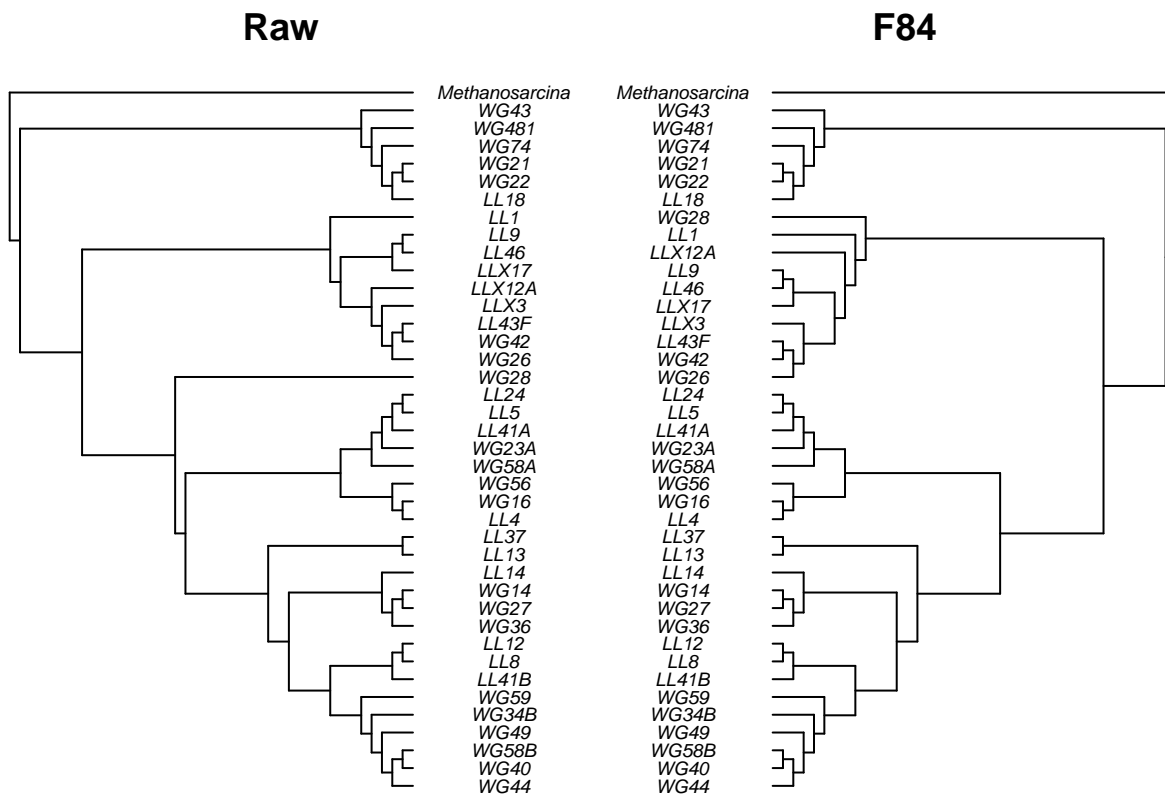 Raw F84
Methanosarcina Methanosarcina
WG43 WG43
WG481 WG481
WG74 WG74
WG21 WG21
WG22 WG22
LL18 LL18
LL1 WG28
LL9 LL1
LL46 LLX12A
LLX17 LL9
LLX12A LL46
LLX3 LLX17
LL43F LLX3
WG42 LL43F
WG26 WG42
WG28 WG26
LL24 LL24
LL5 LL5
LL41A LL41A
WG23A WG23A
WG58A WG58A
WG56 WG56
WG16 WG16
LL4 LL4
LL37 LL37
LL13 LL13
LL14 LL14
WG14 WG14
WG27 WG27
WG36 WG36
LL12 LL12
LL8 LL8
LL41B LL41B
WG59 WG59
WG34B WG34B
WG49 WG49
WG58B WG58B
WG40 WG40
WG44 WG44